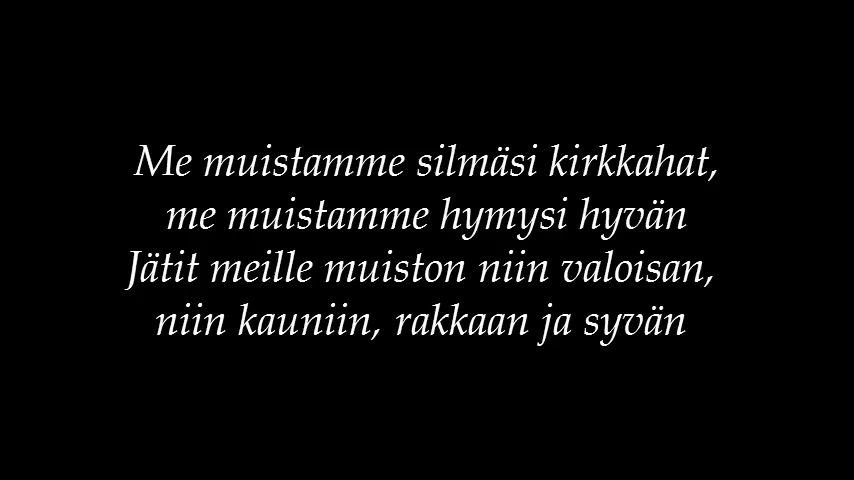 Me muistamme silmäsi kirkkahat,
me muistamme hymysi hyvän
Jätit meille muiston niin valoisan,
niin kauniin, rakkaan ja syvän